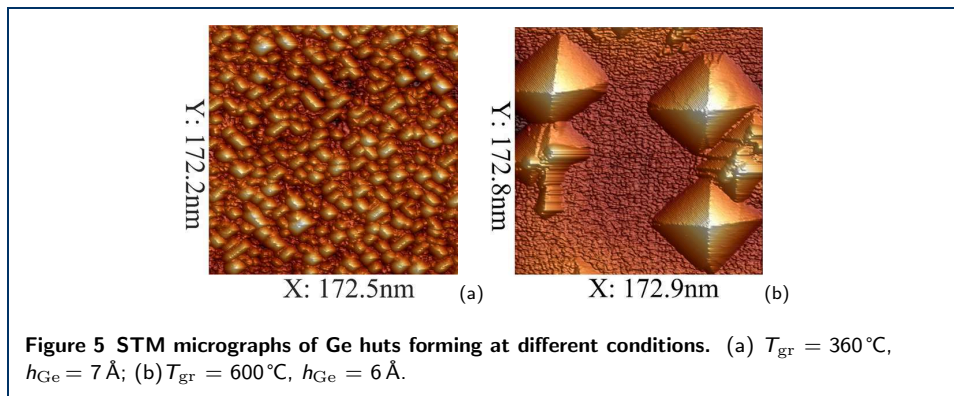 Y: 172.2nm
X: 172.5nm
(a)
Y: 172.8nm
X: 172.9nm
(b)
Figure 5 STM micrographs of Ge huts forming at different conditions. (a) Tgr = 360 °C,
hGe = 7 Å; (b) Tgr = 600 °C, hGe = 6 Å.